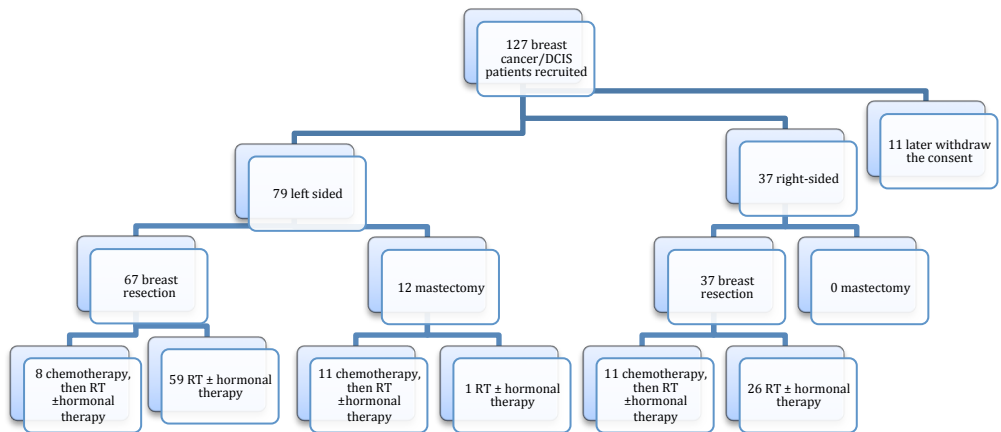 127 breast
cancer/DCIS
patients recruited
11 later withdraw
the consent
79 left sided
37 right-sided
67 breast
resection
12 mastectomy
37 breast
resection
0 mastectomy
8 chemotherapy,
then RT
±hormonal
therapy
59 RT ± hormonal
therapy
11 chemotherapy,
then RT
±hormonal
therapy
1 RT ± hormonal
therapy
11 chemotherapy,
then RT
±hormonal
therapy
26 RT ± hormonal
therapy